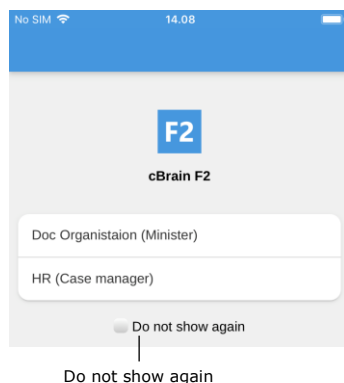 No SIM 14.08
F2
cBrain F2
Doc Organistaion (Minister)
HR (Case manager)
Do not show again
Do not show again